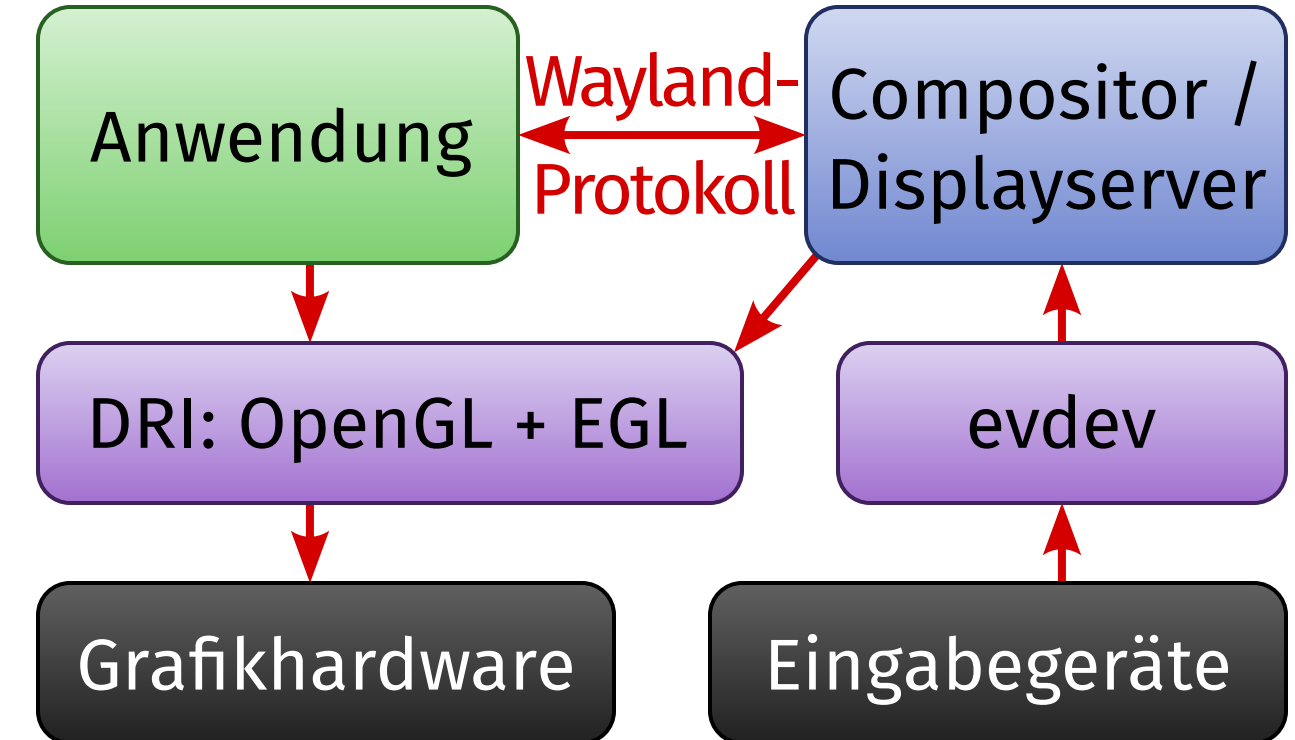 Anwendung
Wayland-
Protokoll
Compositor /
Displayserver
DRI: OpenGL + EGL
evdev
Grafikhardware
Eingabegeräte